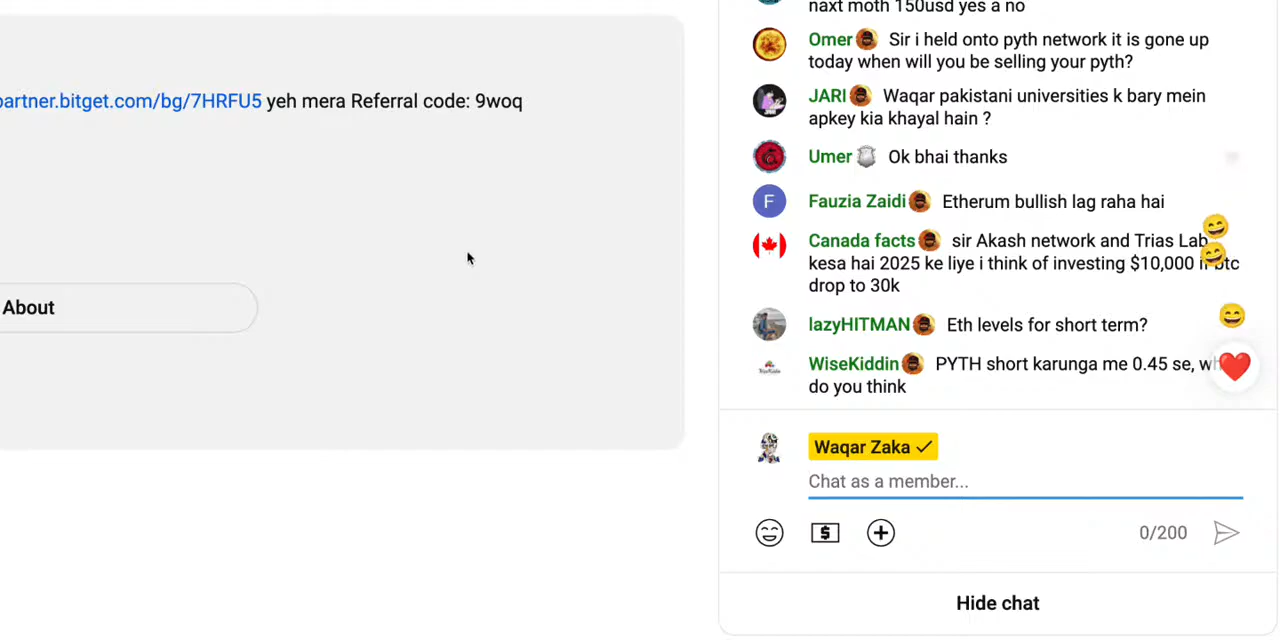 partner.bitget.com/bg/7HRFU5 yeh mera Referral code: 9woq
About
naxt moth 150usd yes a no
Omer Sir i held onto pyth network it is gone up
today when will you be selling your pyth?
JARI Waqar pakistani universities k bary mein
apkey kia khayal hain ?
Umer Ok bhai thanks
F Fauzia Zaidi Etherum bullish lag raha hai
Canada facts sir Akash network and Trias Lab
kesa hai 2025 ke liye i think of investing $10,000 if btc
drop to 30k
lazyHITMAN Eth levels for short term?
WiseKiddin PYTH short karunga me 0.45 se,
do you think
Waqar Zaka
Chat as a member...
0/200
Hide chat